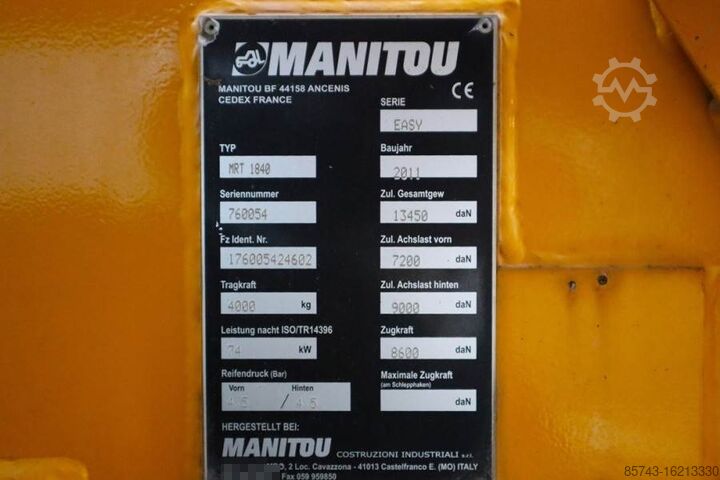 MANITOU
MANITOU BF 44158 ANCENIS
CEDEX FRANCE
CE
SERIE
EASY
TYP
MRT 1840
Baujahr
2011
Seriennummer
760054
Zul. Gesamtgew
13450 daN
Fz Ident. Nr.
176005424602
Zul. Achslast vorn
7200 daN
Tragkraft
4000 kg
Zul. Achslast hinten
9000 daN
Leistung nacht ISO/TR14396
74 kW
Zugkraft
8600 daN
Reifendruck (Bar)
Vorn Hinten
4.5 / 4.5
Maximale Zugkraft
(am Schlepphaken)
daN
HERGESTELLT BEI:
MANITOU COSTRUZIONI INDUSTRIALI s.r.l.
2 Loc. Cavazzona - 41013 Castelfranco E. (MO) ITALY
Fax 059 959850
85743-16213330